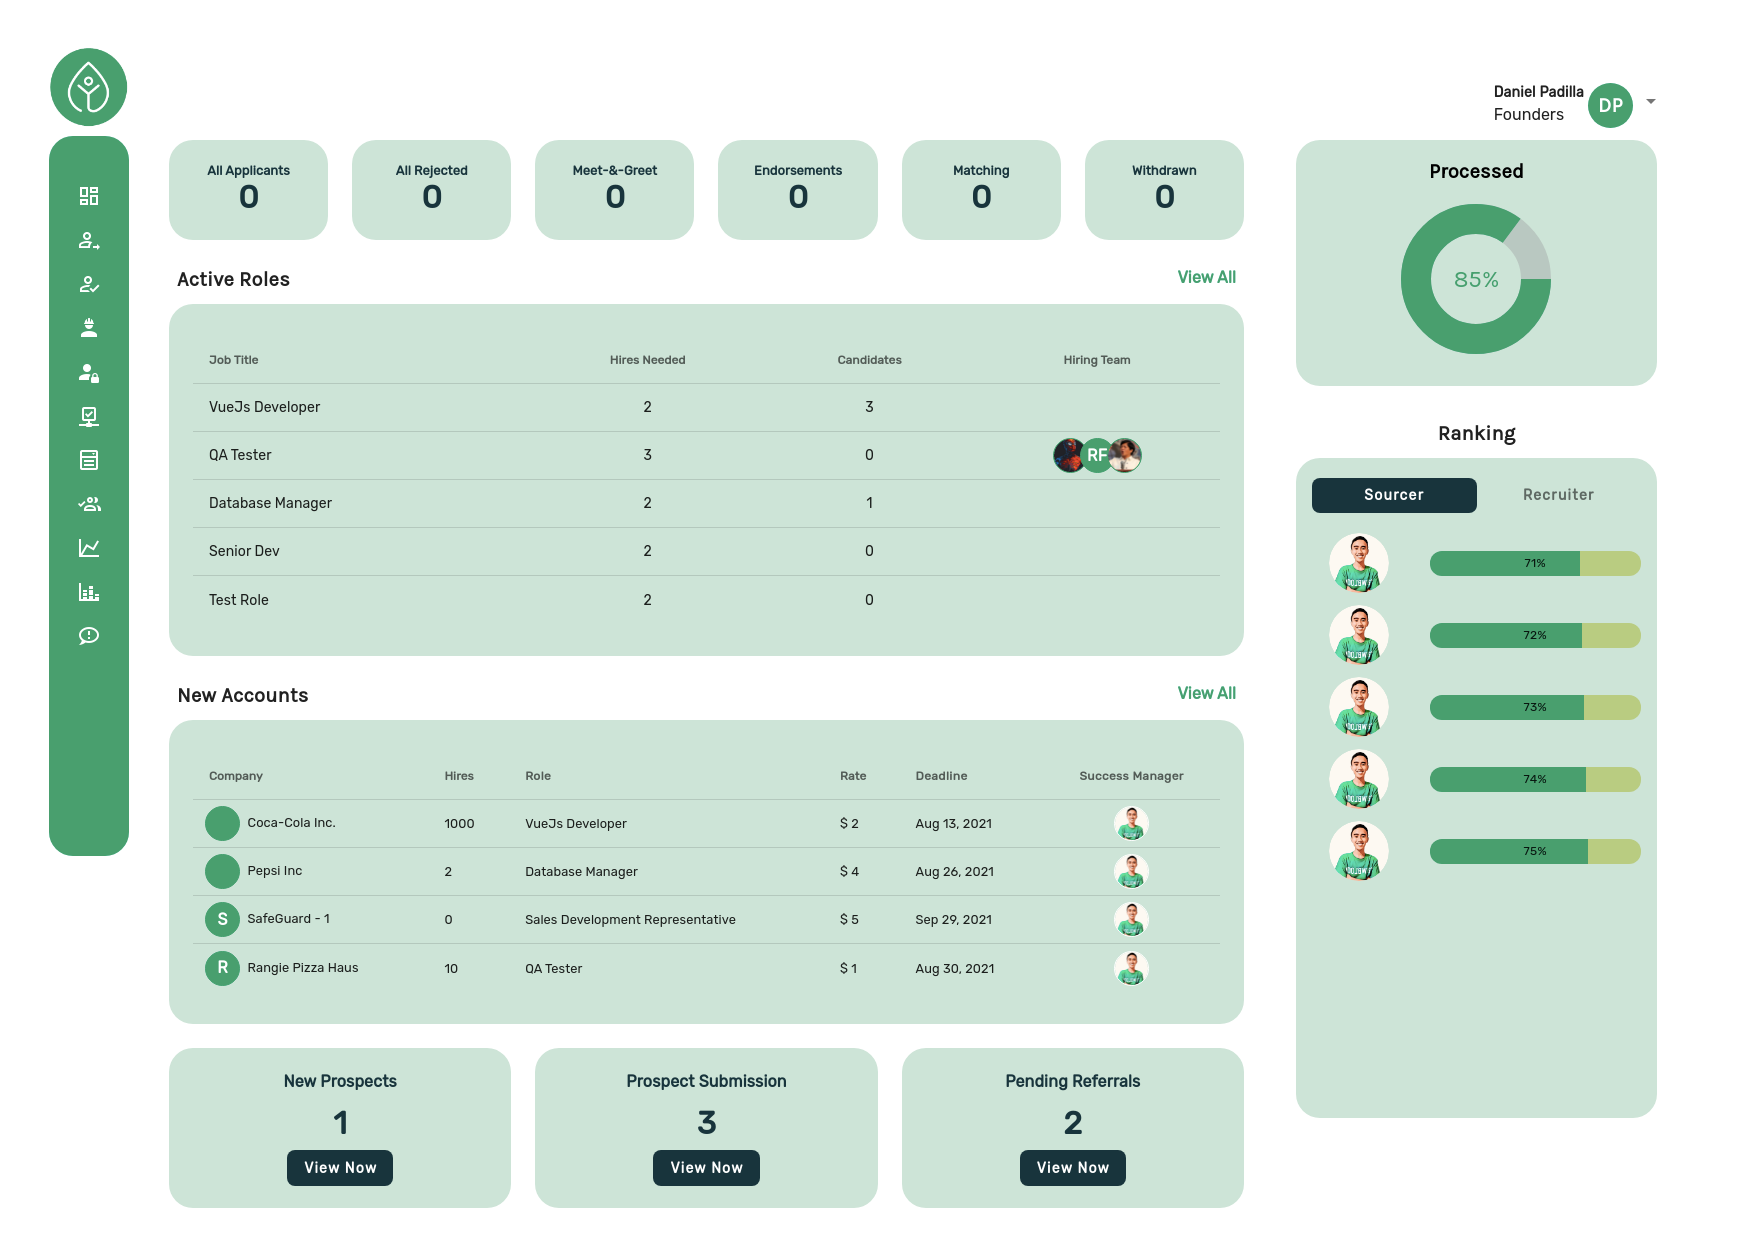 Daniel Padilla
Founders
DP
All Applicants
0
All Rejected
0
Meet-&-Greet
0
Endorsements
0
Matching
0
Withdrawn
0
Processed
85%
Active Roles
View All
Job Title Hires Needed Candidates Hiring Team
VueJs Developer 2 3
QA Tester 3 0 RF
Database Manager 2 1
Senior Dev 2 0
Test Role 2 0
Ranking
Sourcer Recruiter
71%
72%
73%
74%
75%
New Accounts
View All
Company Hires Role Rate Deadline Success Manager
Coca-Cola Inc. 1000 VueJs Developer $ 2 Aug 13, 2021
Pepsi Inc 2 Database Manager $ 4 Aug 26, 2021
S SafeGuard - 1 0 Sales Development Representative $ 5 Sep 29, 2021
R Rangie Pizza Haus 10 QA Tester $ 1 Aug 30, 2021
New Prospects
1
View Now
Prospect Submission
3
View Now
Pending Referrals
2
View Now